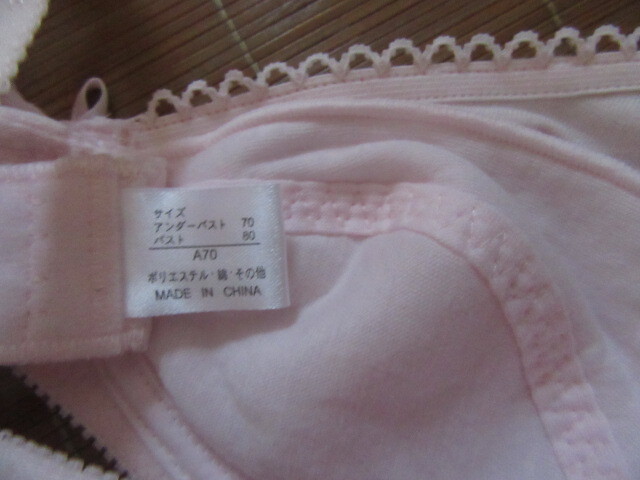 サイズ
アンダーバスト 70
バスト 80
A70
ポリエステル・綿・その他
MADE IN CHINA